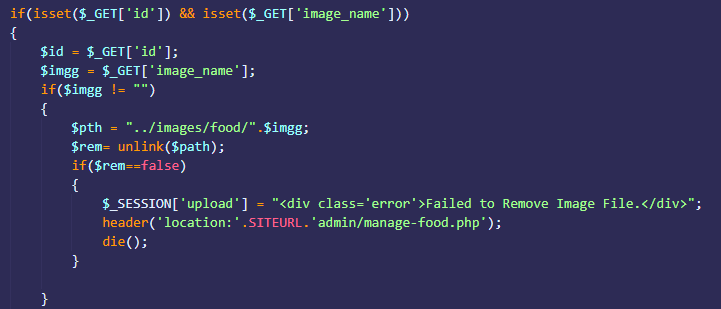 if(isset($_GET['id']) && isset($_GET['image_name']))
{
$id = $_GET['id'];
$imgg = $_GET['image_name'];
if($imgg != "")
{
$pth = "../images/food/".$imgg;
$rem= unlink($path);
if($rem==false)
{
$_SESSION['upload'] = "<div class='error'>Failed to Remove Image File.</div>";
header('location:'.SITEURL.'admin/manage-food.php');
die();
}
}